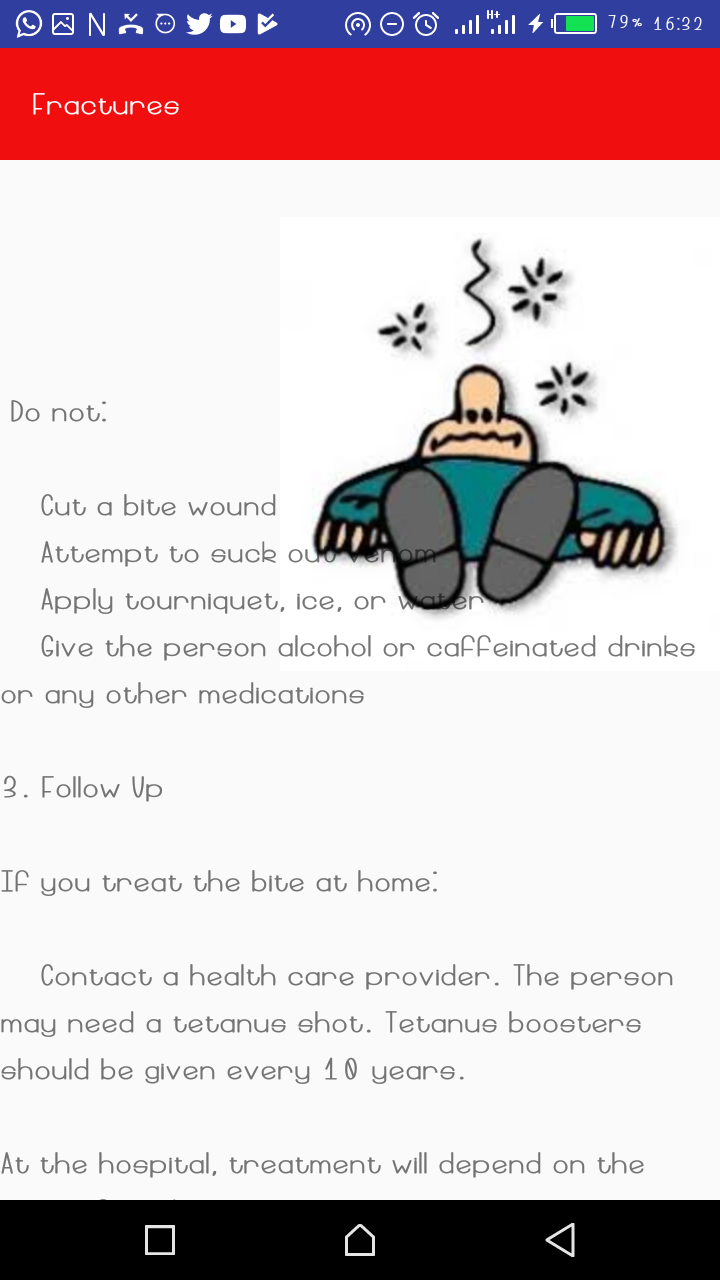 79% 16:32
Fractures
Do not:
Cut a bite wound
Attempt to suck out venom
Apply tourniquet, ice, or water
Give the person alcohol or caffeinated drinks
or any other medications
3. Follow Up
If you treat the bite at home:
Contact a health care provider. The person
may need a tetanus shot. Tetanus boosters
should be given every 10 years.
At the hospital, treatment will depend on the